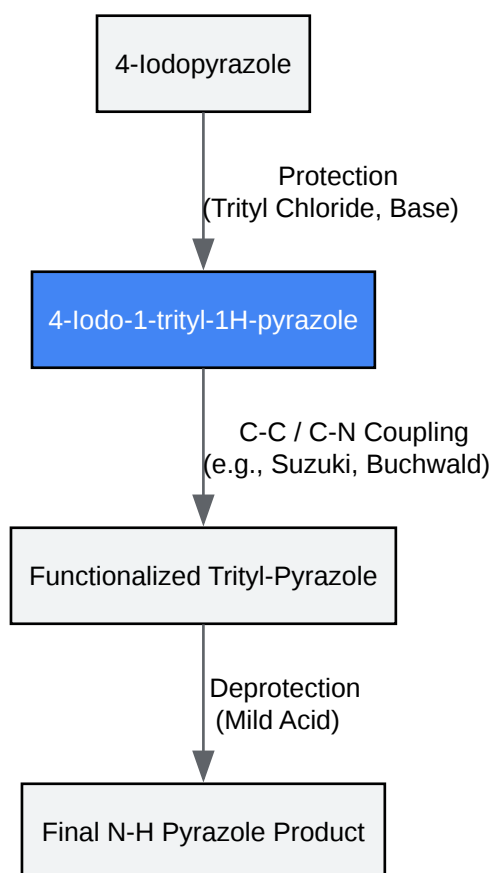 4-Iodopyrazole
Protection
(Trityl Chloride, Base)
4-Iodo-1-trityl-1H-pyrazole
C-C / C-N Coupling
(e.g., Suzuki, Buchwald)
Functionalized Trityl-Pyrazole
Deprotection
(Mild Acid)
Final N-H Pyrazole Product